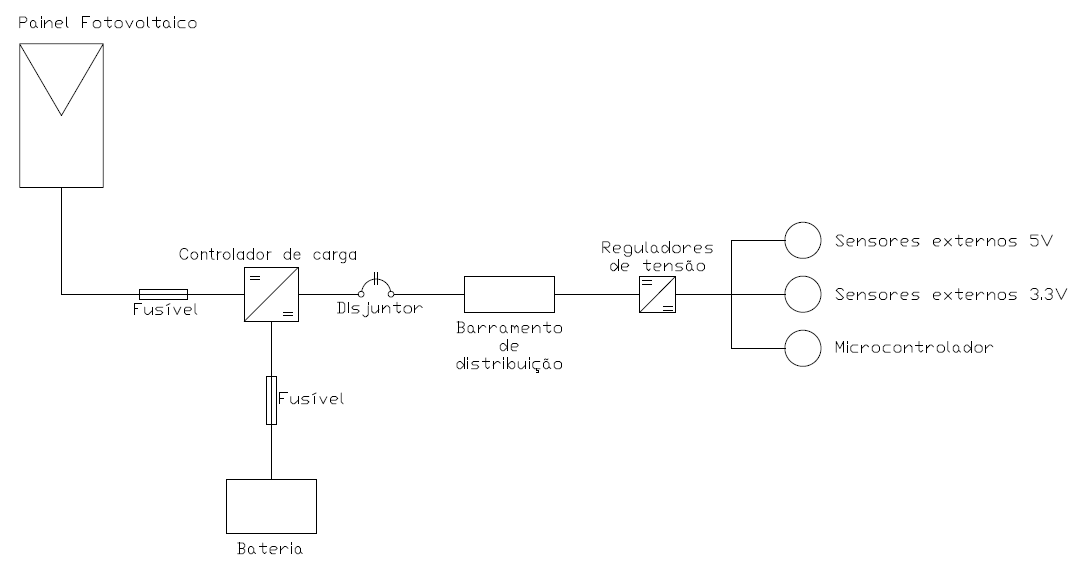 Painel Fotovoltaico
Controlador de carga
Fusível
Disjuntor
Fusível
Bateria
Barramento
de
distribuição
Reguladores
de tensão
Sensores externos 5V
Sensores externos 3.3V
Microcontrolador